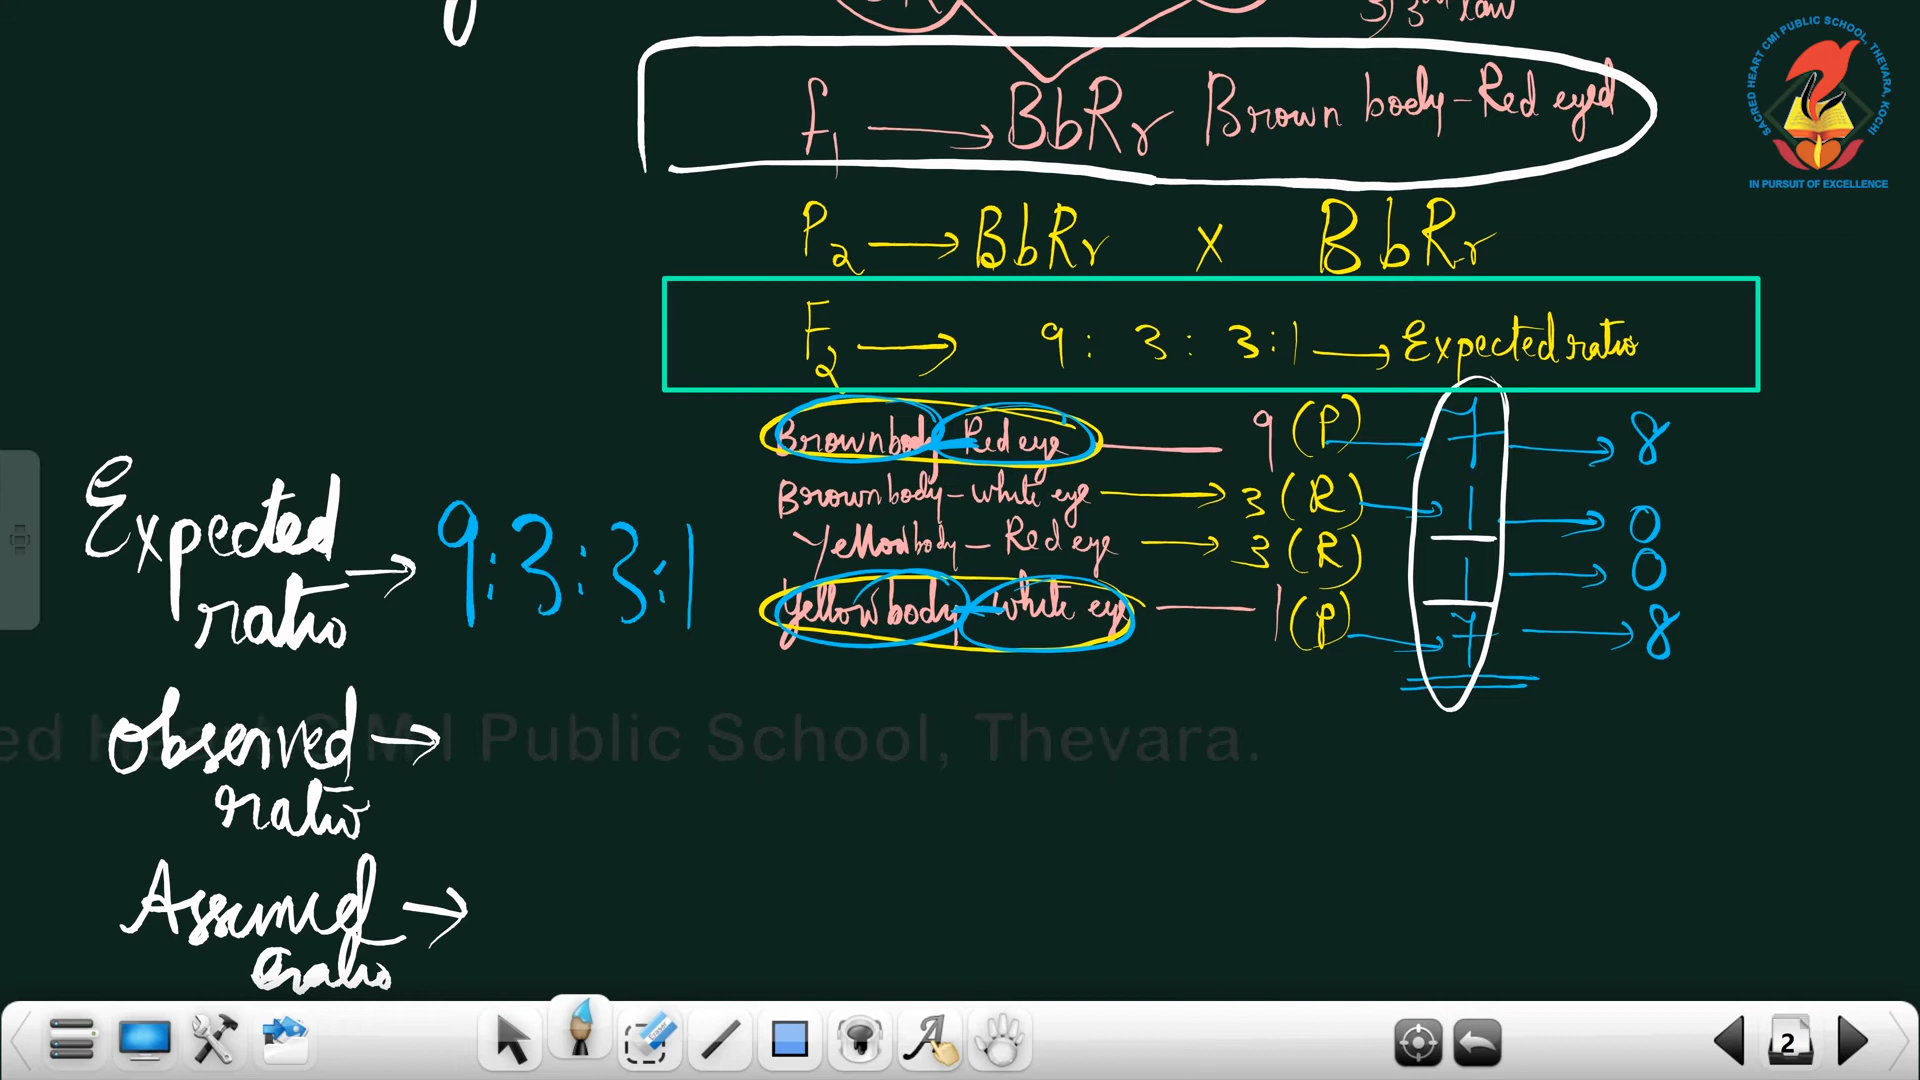 3) 3rd law
f1 → BbRr Brown body - Red eyed
P2 → BbRr x BbRr
F2 → 9 : 3 : 3 : 1 → Expected ratio
Brown body - Red eye — 9 (P) → 7 → 8
Brown body - white eye → 3 (R) → 1 → 0
Yellow body - Red eye → 3 (R) 1 → 0
Yellow body - white eye — 1 (P) → 7 → 8
Expected ratio → 9:3:3:1
Observed ratio →
Assumed ratio →
SACRED HEART CMI PUBLIC SCHOOL, THEVARA, KOCHI
IN PURSUIT OF EXCELLENCE
Public School, Thevara.
2